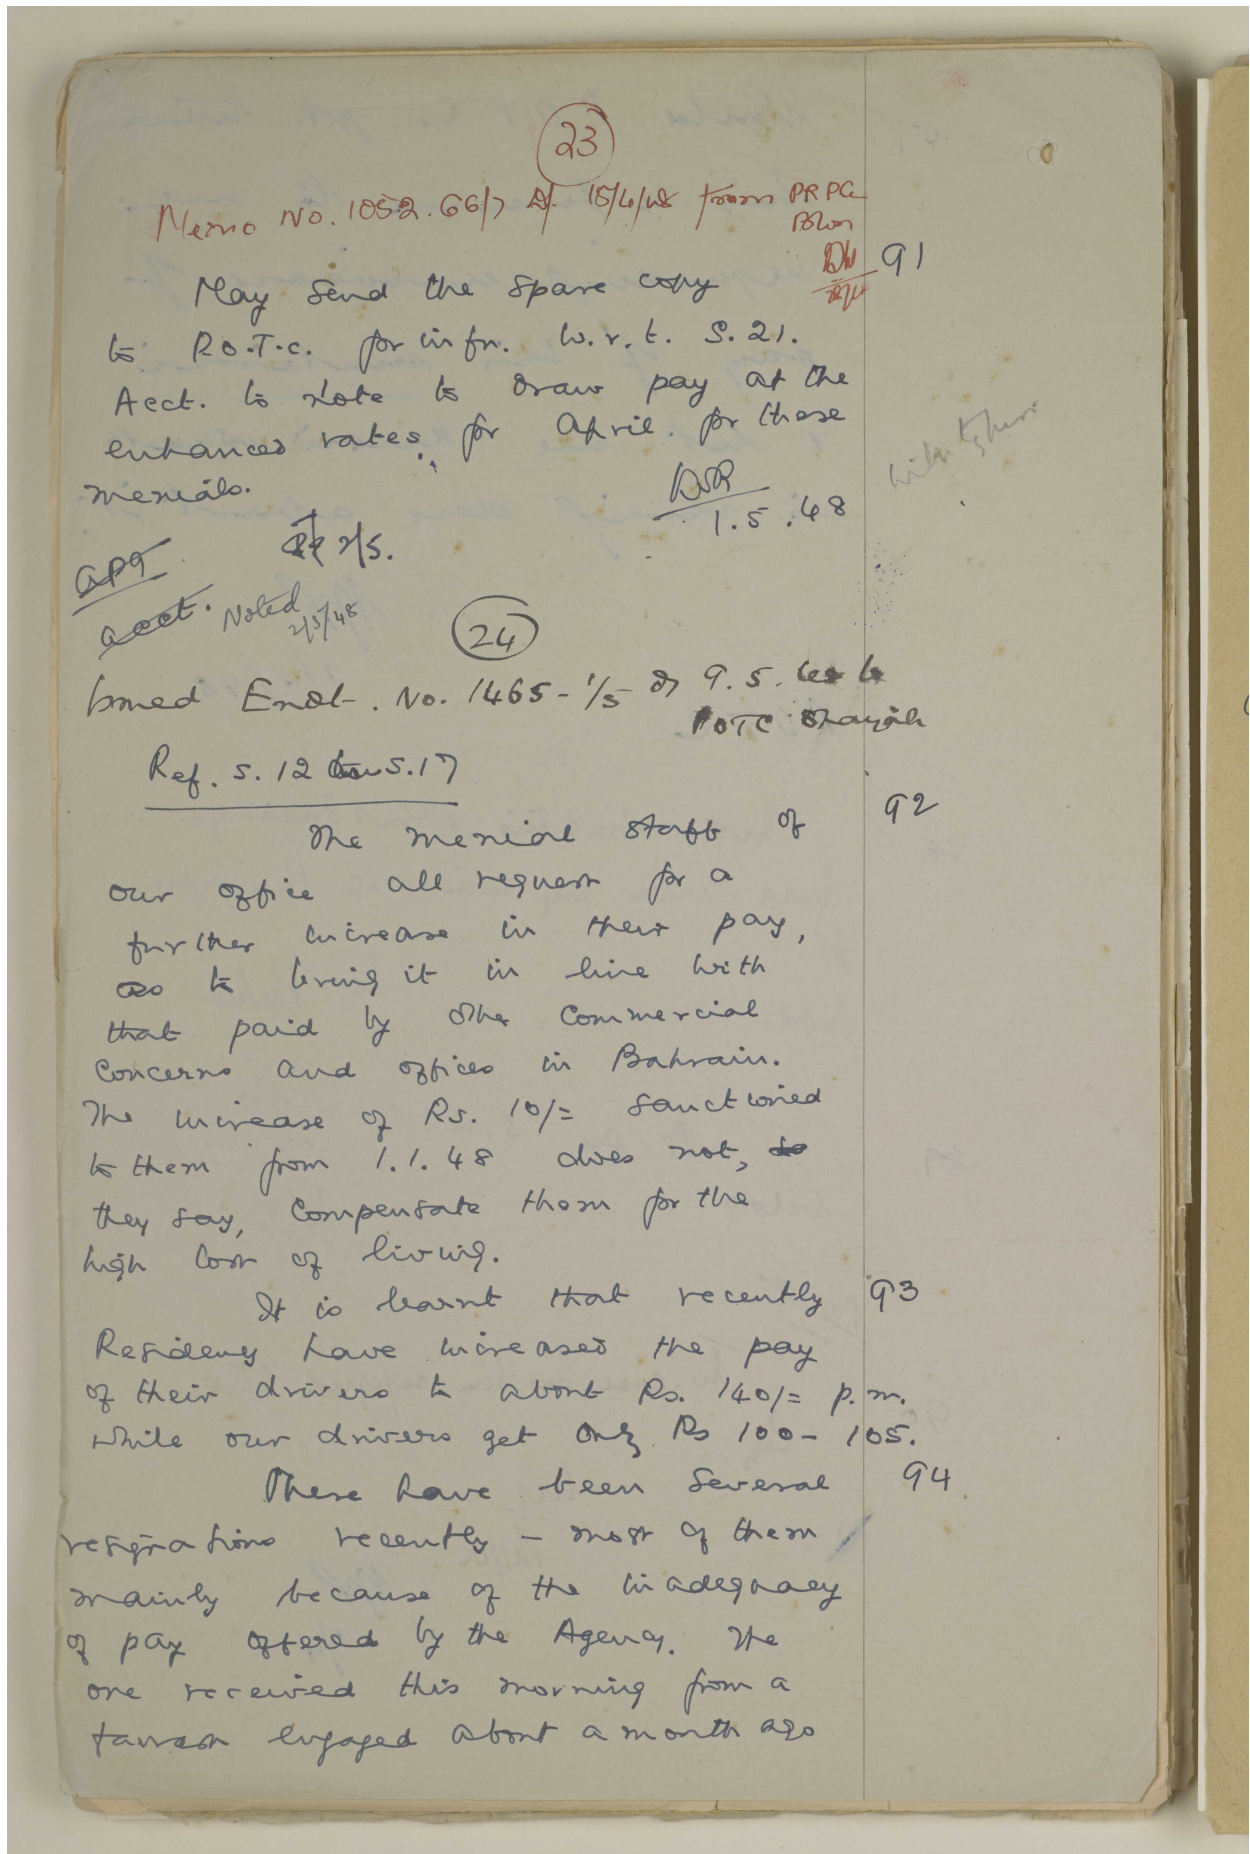 23
Memo No. 1052.66/7 d/. 18/4/48 from PRPG
91
May send the spare copy
to P.O.T.C. for infn. W.r.t. S.21.
Acct. to note to draw pay at the
enhanced rates, for April. for these
menials.
1.5.48
2/5.
acct. Noted
2/5/48
24
Issued Endt. No. 1465-1/5 of 9.5.48 to
POTC Sharjah
Ref. S.12 to S.17
The menial staff of 92
our office all request for a
further increase in their pay,
as to bring it in line with
that paid by other commercial
concerns and offices in Bahrain.
The increase of Rs. 10/= sanctioned
to them from 1.1.48 does not,
they say, compensate them for the
high cost of living.
It is learnt that recently 93
Residency have increased the pay
of their drivers to about Rs. 140/= p.m.
while our drivers get only Rs 100-105.
There have been several 94
resignations recently – most of them
mainly because of the inadequacy
of pay offered by the Agency. The
one received this morning from a
farrash engaged about a month ago